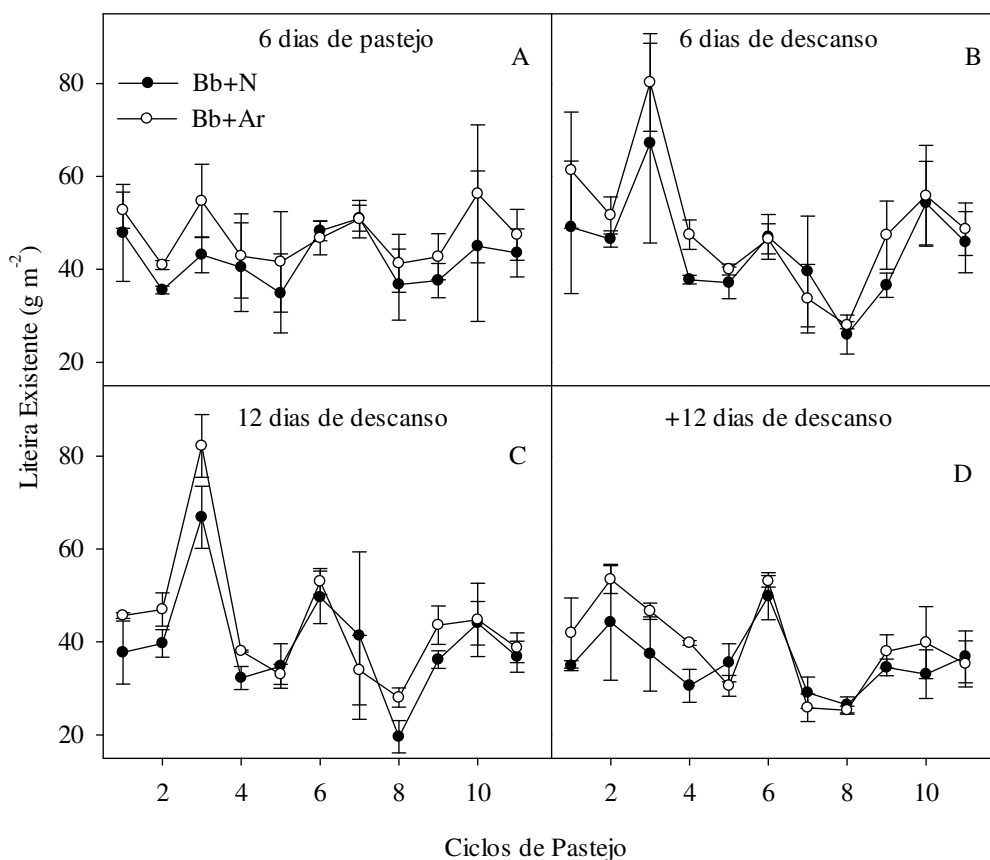 6 dias de pastejo
A
6 dias de descanso
B
Bb+N
Bb+Ar
80
60
40
20
12 dias de descanso
C
+12 dias de descanso
D
80
60
40
20
Liteira Existente (g m⁻²)
2 4 6 8 10 2 4 6 8 10
Ciclos de Pastejo